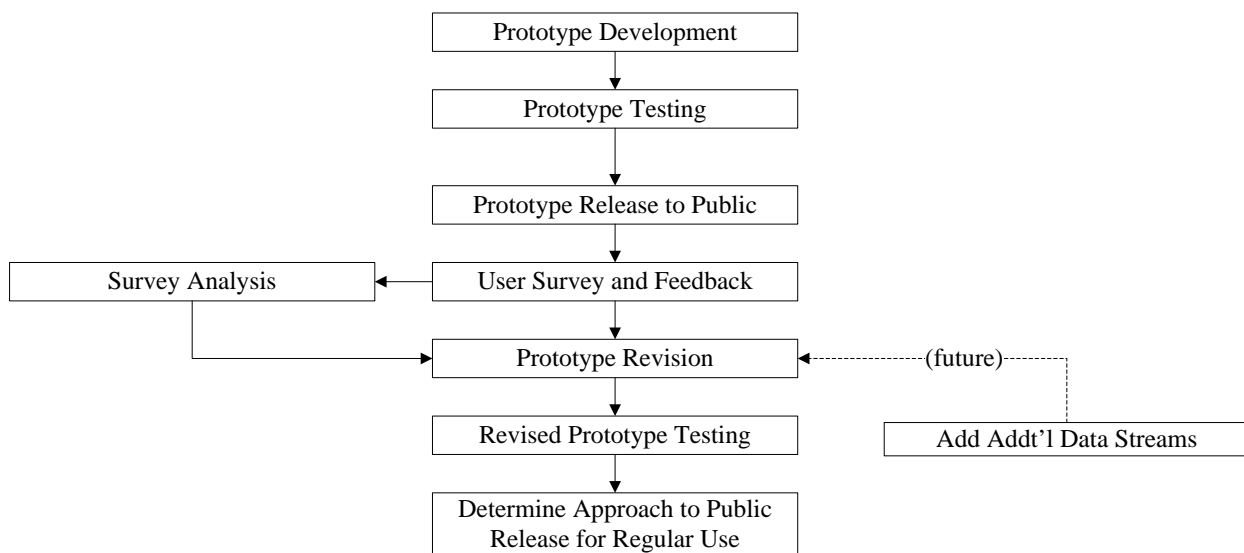 Prototype Development
Prototype Testing
Prototype Release to Public
Survey Analysis
User Survey and Feedback
Prototype Revision
(future)
Revised Prototype Testing
Add Addt’l Data Streams
Determine Approach to Public
Release for Regular Use